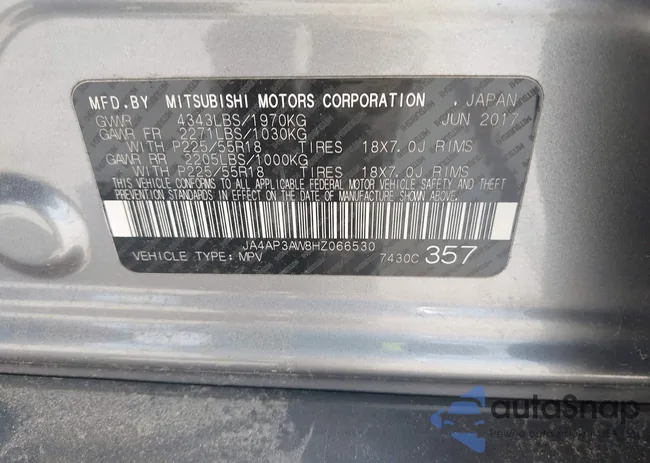 MFD.BY MITSUBISHI MOTORS CORPORATION , JAPAN
GVWR 4343LBS/1970KG JUN 2017
GAWR FR 2271LBS/1030KG
WITH P225/55R18 TIRES 18X7.0J RIMS
GAWR RR 2205LBS/1000KG
WITH P225/55R18 TIRES 18X7.0J RIMS
THIS VEHICLE CONFORMS TO ALL APPLICABLE FEDERAL MOTOR VEHICLE SAFETY AND THEFT
PREVENTION STANDARDS IN EFFECT ON THE DATE OF MANUFACTURE SHOWN ABOVE.
JA4AP3AW8HZ066530
VEHICLE TYPE: MPV 7430C 357
autoSnap